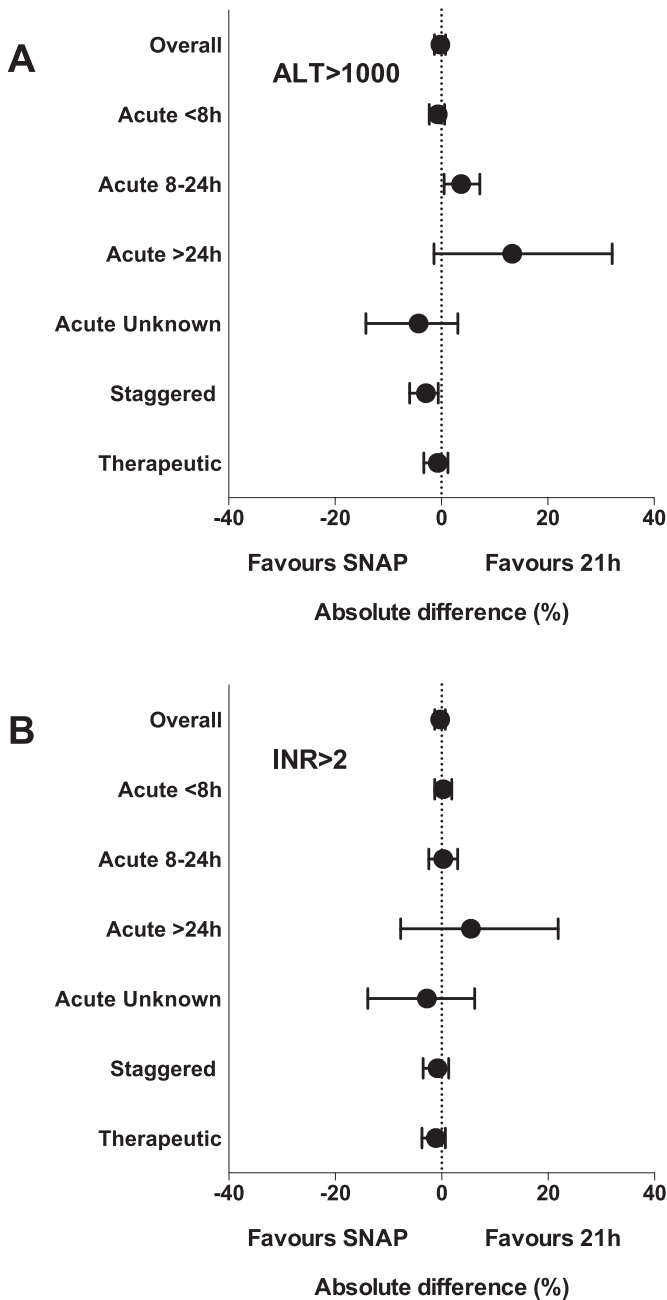 A
ALT>1000
Overall
Acute <8h
Acute 8-24h
Acute >24h
Acute Unknown
Staggered
Therapeutic
-40 -20 0 20 40
Favours SNAP Favours 21h
Absolute difference (%)
B
INR>2
Overall
Acute <8h
Acute 8-24h
Acute >24h
Acute Unknown
Staggered
Therapeutic
-40 -20 0 20 40
Favours SNAP Favours 21h
Absolute difference (%)